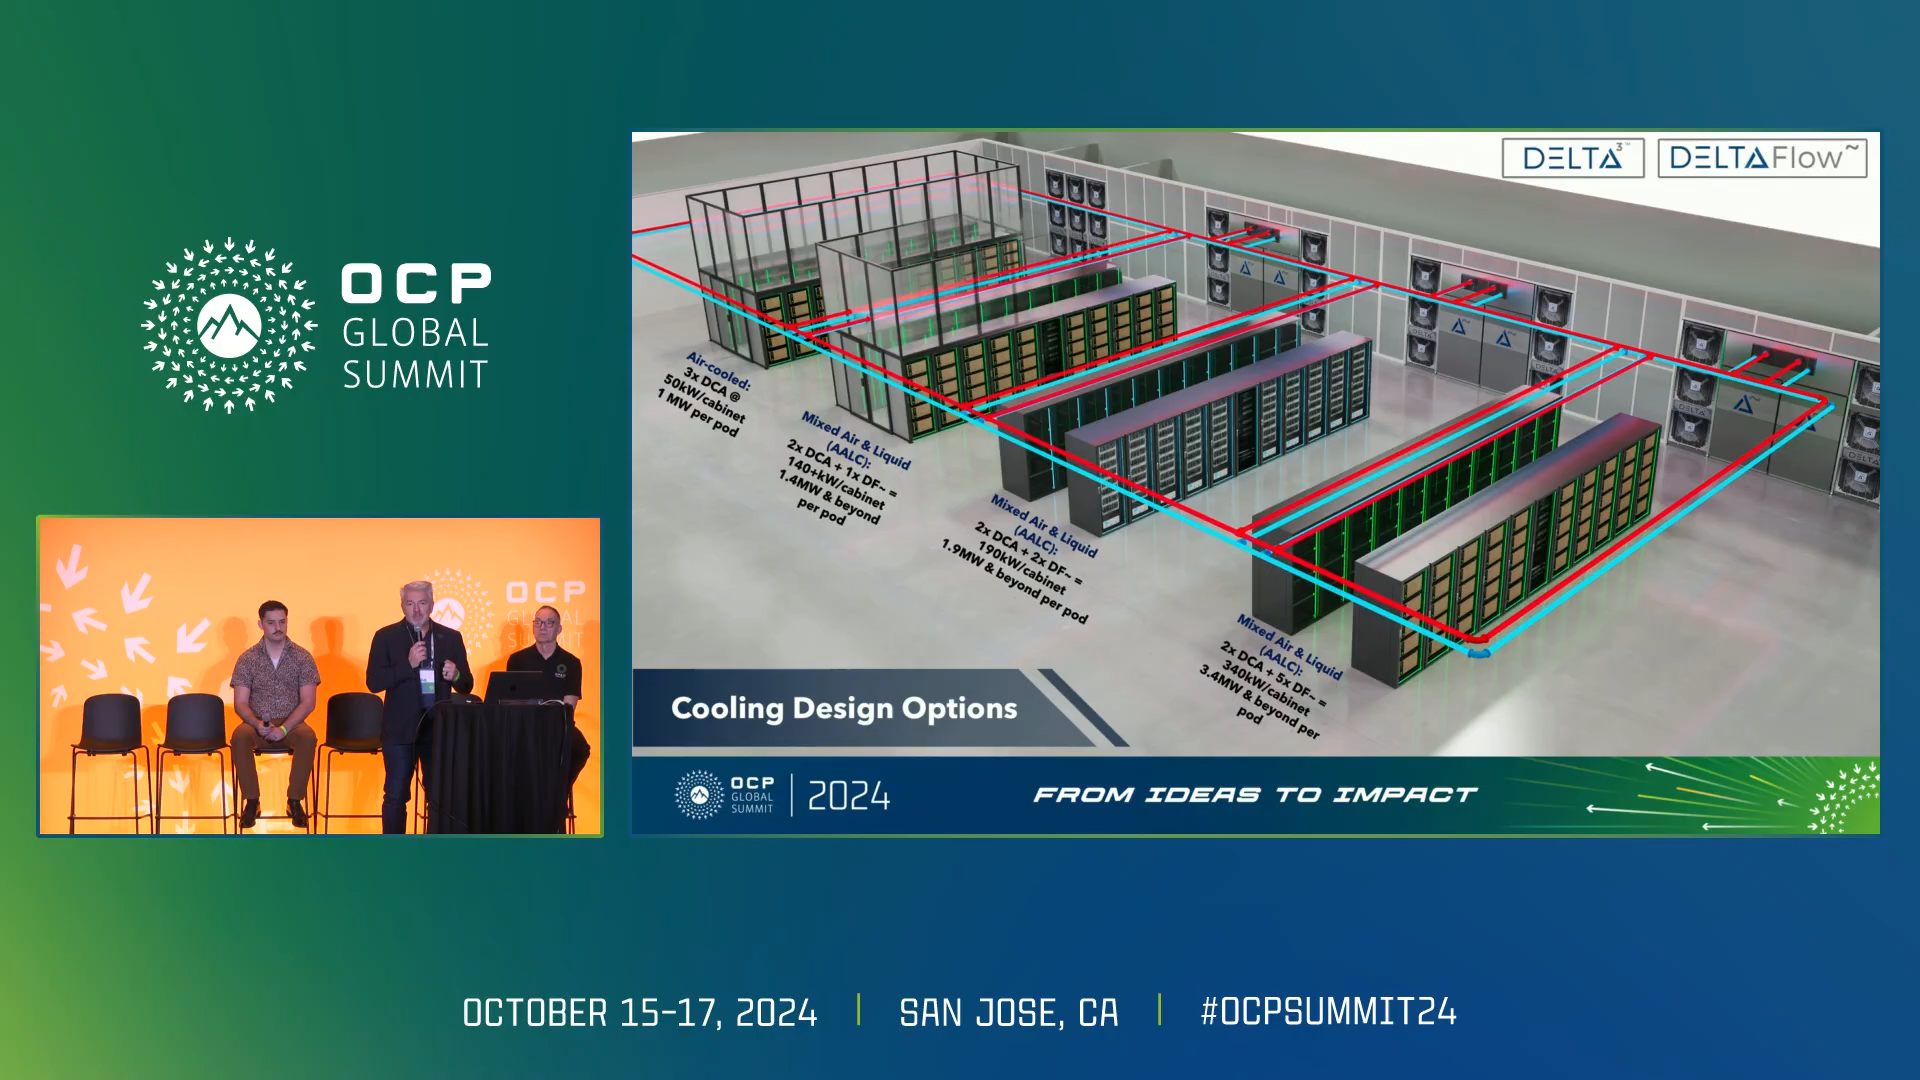 OCP
GLOBAL
SUMMIT
DELTA³™
DELTAFlow~
Air-cooled:
3x DCA @
50kW/cabinet
1 MW per pod
Mixed Air & Liquid
(AALC):
2x DCA + 1x DF~ =
140+kW/cabinet
1.4MW & beyond
per pod
Mixed Air & Liquid
(AALC):
2x DCA + 2x DF~ =
190kW/cabinet
1.9MW & beyond per pod
Mixed Air & Liquid
(AALC):
2x DCA + 5x DF~ =
340kW/cabinet
3.4MW & beyond per
pod
Cooling Design Options
OCP
GLOBAL
SUMMIT
2024
FROM IDEAS TO IMPACT
OCP
GLOBAL
SUMMIT
OCTOBER 15-17, 2024
SAN JOSE, CA
#OCPSUMMIT24